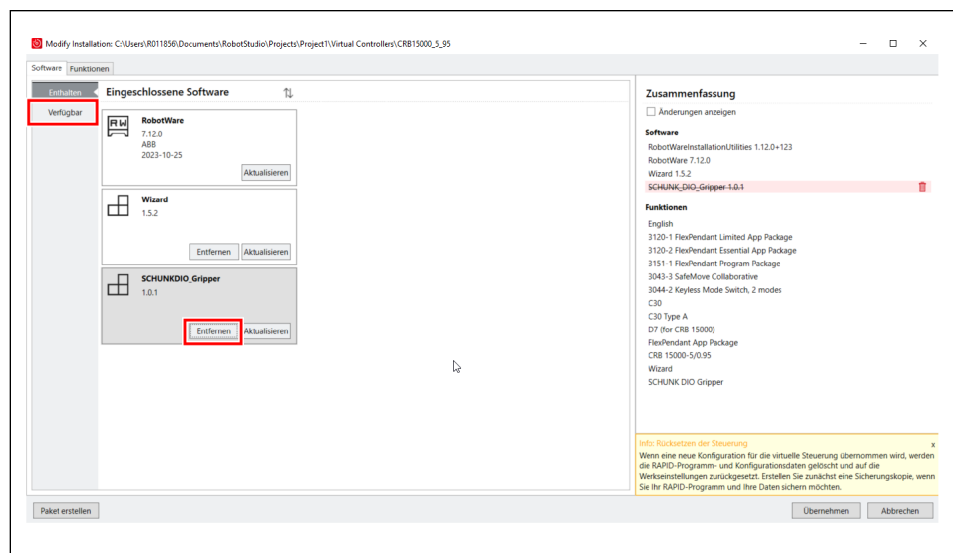 Modify Installation: C:\Users\R011856\Documents\RobotStudio\Projects\Project1\Virtual Controllers\CRB15000_5_95
Software Funktionen
Enthalten
Verfügbar
Eingeschlossene Software
RW
RobotWare
7.12.0
ABB
2023-10-25
Aktualisieren
Wizard
1.5.2
Entfernen Aktualisieren
SCHUNKDIO_Gripper
1.0.1
Entfernen Aktualisieren
Zusammenfassung
Änderungen anzeigen
Software
RobotWareInstallationUtilities 1.12.0+123
RobotWare 7.12.0
Wizard 1.5.2
SCHUNK_DIO_Gripper 1.0.1
Funktionen
English
3120-1 FlexPendant Limited App Package
3120-2 FlexPendant Essential App Package
3151-1 FlexPendant Program Package
3043-3 SafeMove Collaborative
3044-2 Keyless Mode Switch, 2 modes
C30
C30 Type A
D7 (for CRB 15000)
FlexPendant App Package
CRB 15000-5/0.95
Wizard
SCHUNK DIO Gripper
Info: Rücksetzen der Steuerung x
Wenn eine neue Konfiguration für die virtuelle Steuerung übernommen wird, werden
die RAPID-Programm- und Konfigurationsdaten gelöscht und auf die
Werkseinstellungen zurückgesetzt. Erstellen Sie zunächst eine Sicherungskopie, wenn
Sie Ihr RAPID-Programm und Ihre Daten sichern möchten.
Paket erstellen
Übernehmen Abbrechen